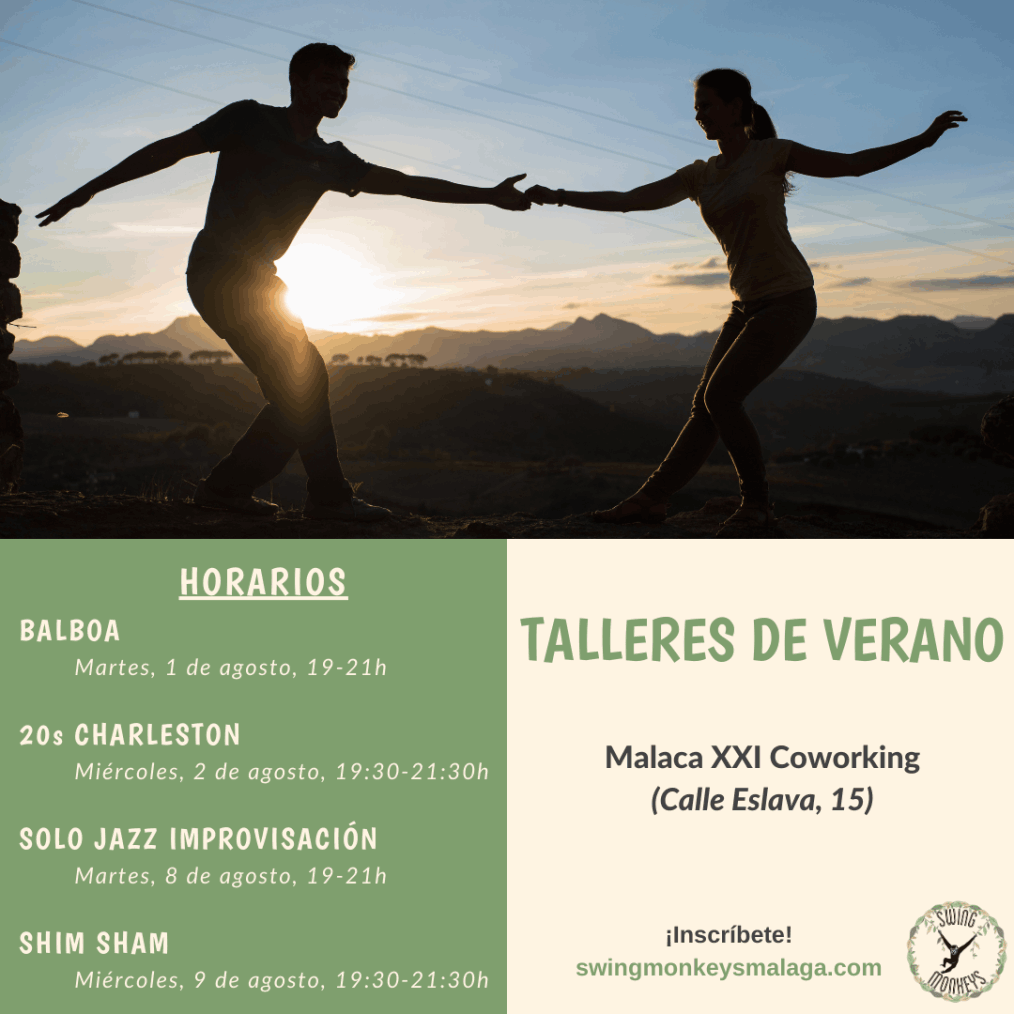 HORARIOS
BALBOA
Martes, 1 de agosto, 19-21h
20s CHARLESTON
Miércoles, 2 de agosto, 19:30-21:30h
SOLO JAZZ IMPROVISACIÓN
Martes, 8 de agosto, 19-21h
SHIM SHAM
Miércoles, 9 de agosto, 19:30-21:30h
TALLERES DE VERANO
Malaca XXI Coworking
(Calle Eslava, 15)
¡Inscríbete!
swingmonkeysmalaga.com
SWING
MONKEYS